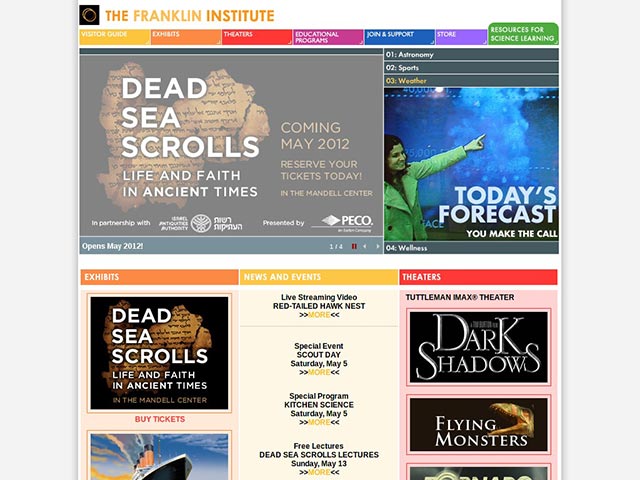 THE FRANKLIN INSTITUTE
VISITOR GUIDE
EXHIBITS
THEATERS
EDUCATIONAL
PROGRAMS
JOIN & SUPPORT
STORE
RESOURCES FOR
SCIENCE LEARNING
DEAD
SEA
SCROLLS
LIFE AND FAITH
IN ANCIENT TIMES
COMING
MAY 2012
RESERVE YOUR
TICKETS TODAY!
IN THE MANDELL CENTER
In partnership with
ISRAEL
ANTIQUITIES
AUTHORITY
רשות
העתיקות
Presented by
PECO.
An Exelon Company
Opens May 2012!
1 / 4
01: Astronomy
02: Sports
03: Weather
TODAY'S
FORECAST
YOU MAKE THE CALL
04: Wellness
EXHIBITS
DEAD
SEA
SCROLLS
LIFE AND FAITH
IN ANCIENT TIMES
IN THE MANDELL CENTER
BUY TICKETS
NEWS AND EVENTS
Live Streaming Video
RED-TAILED HAWK NEST
>>MORE<<
Special Event
SCOUT DAY
Saturday, May 5
>>MORE<<
Special Program
KITCHEN SCIENCE
Saturday, May 5
>>MORE<<
Free Lectures
DEAD SEA SCROLLS LECTURES
Sunday, May 13
>>MORE<<
THEATERS
TUTTLEMAN IMAX® THEATER
DARK
SHADOWS
FLYING
MONSTERS